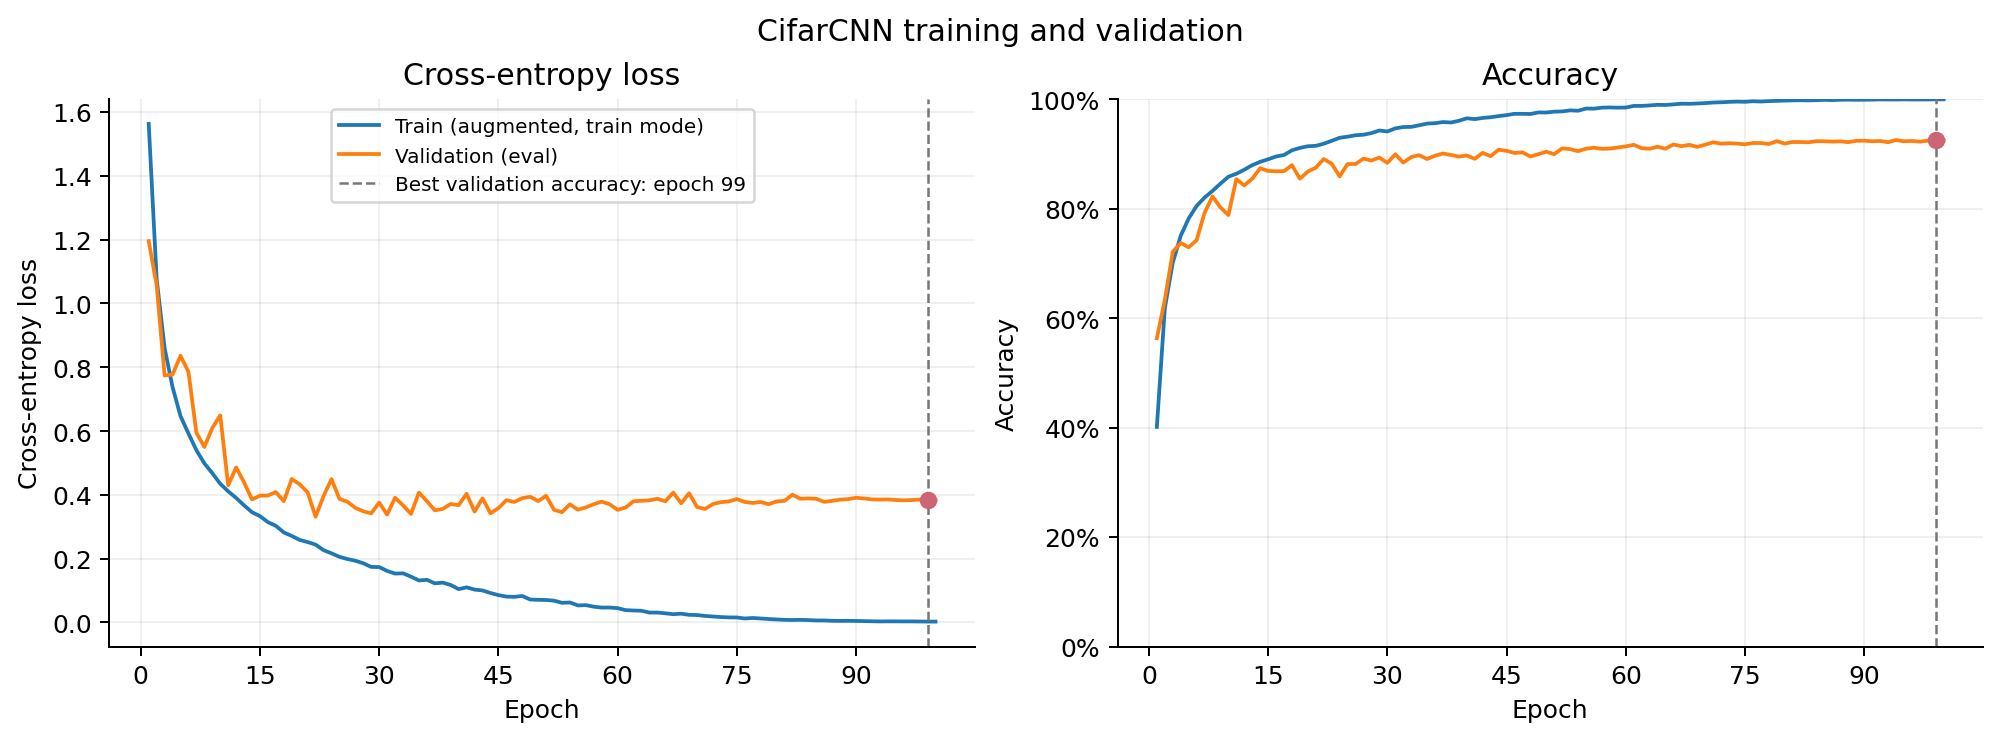 CifarCNN training and validation
Cross-entropy loss
Train (augmented, train mode)
Validation (eval)
Best validation accuracy: epoch 99
Cross-entropy loss
1.6
1.4
1.2
1.0
0.8
0.6
0.4
0.2
0.0
0 15 30 45 60 75 90
Epoch
Accuracy
Accuracy
100%
80%
60%
40%
20%
0%
0 15 30 45 60 75 90
Epoch